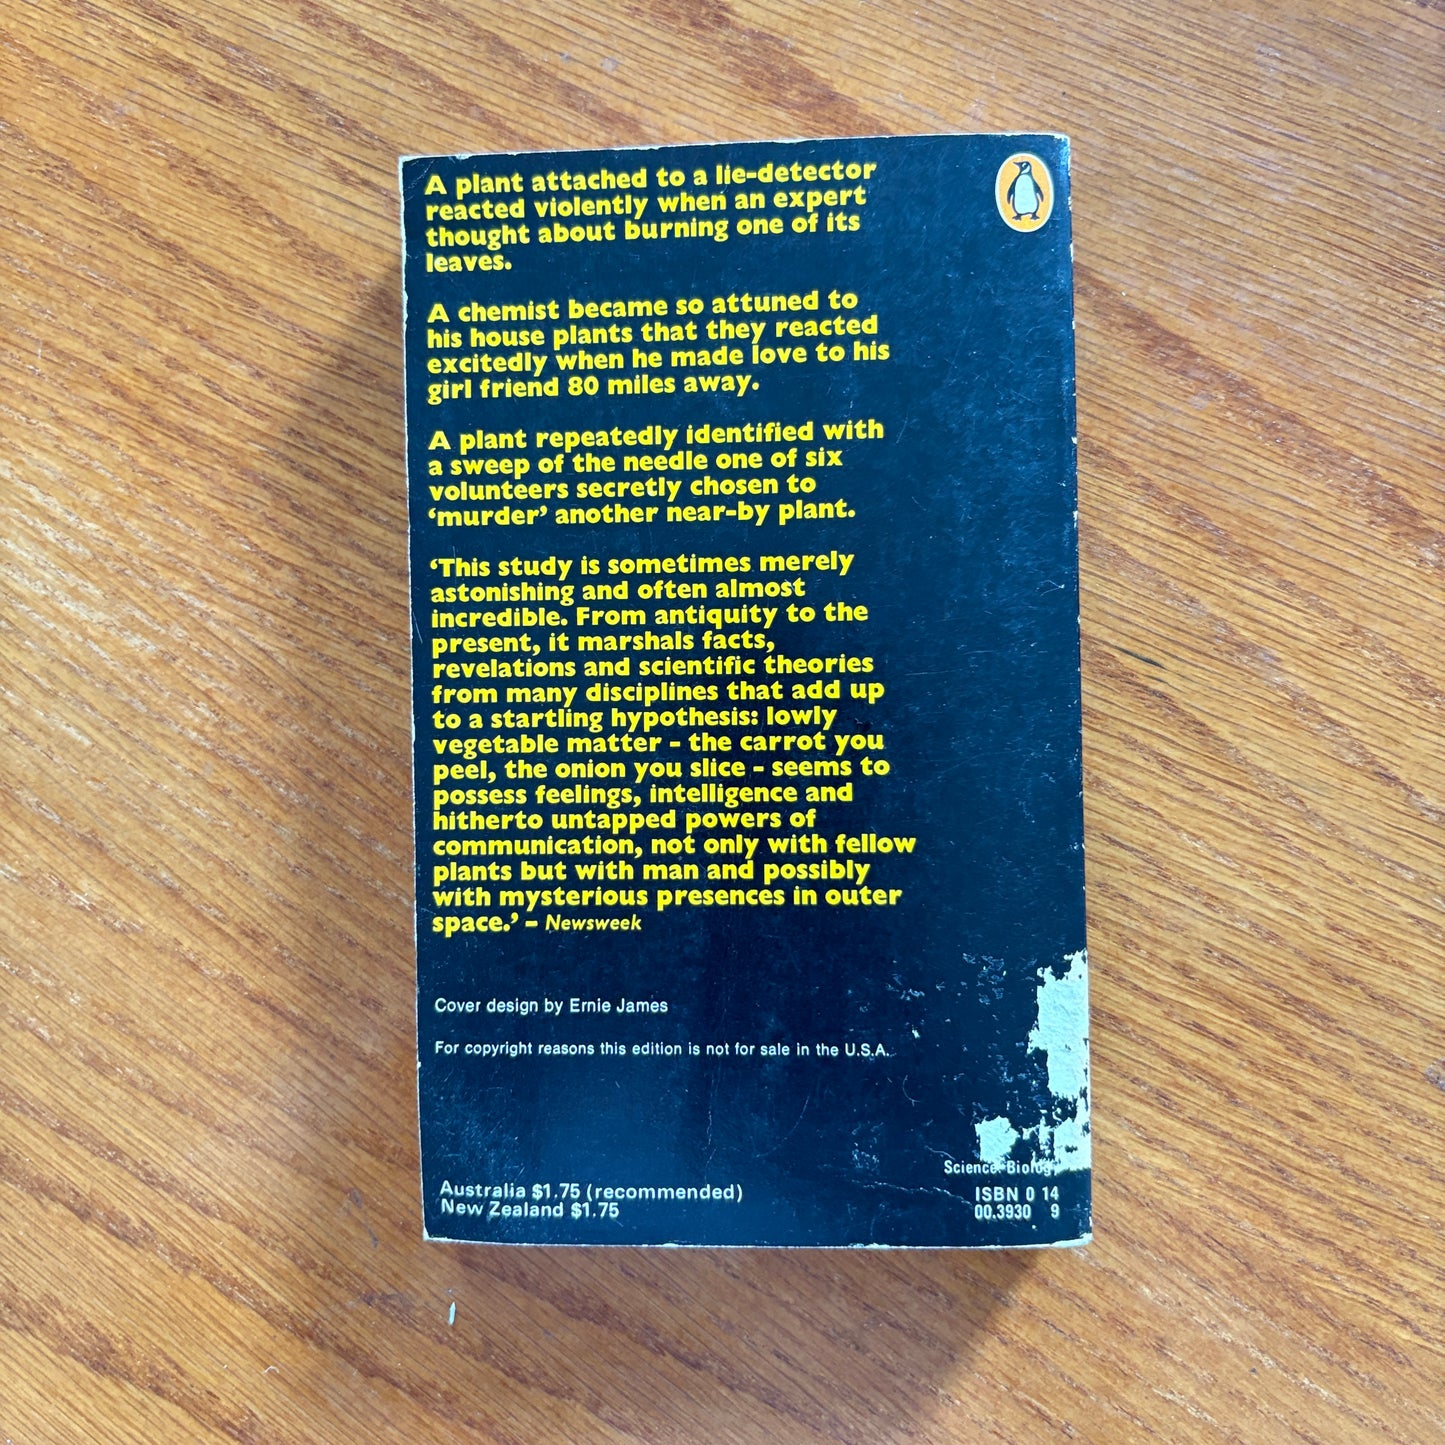 A plant attached to a lie-detector
reacted violently when an expert
thought about burning one of its
leaves.
A chemist became so attuned to
his house plants that they reacted
excitedly when he made love to his
girl friend 80 miles away.
A plant repeatedly identified with
a sweep of the needle one of six
volunteers secretly chosen to
‘murder’ another near-by plant.
‘This study is sometimes merely
astonishing and often almost
incredible. From antiquity to the
present, it marshals facts,
revelations and scientific theories
from many disciplines that add up
to a startling hypothesis: lowly
vegetable matter – the carrot you
peel, the onion you slice – seems to
possess feelings, intelligence and
hitherto untapped powers of
communication, not only with fellow
plants but with man and possibly
with mysterious presences in outer
space.’ – Newsweek
Cover design by Ernie James
For copyright reasons this edition is not for sale in the U.S.A.
Science: Biology
Australia $1.75 (recommended)
New Zealand $1.75
ISBN 0 14
00.3930 9